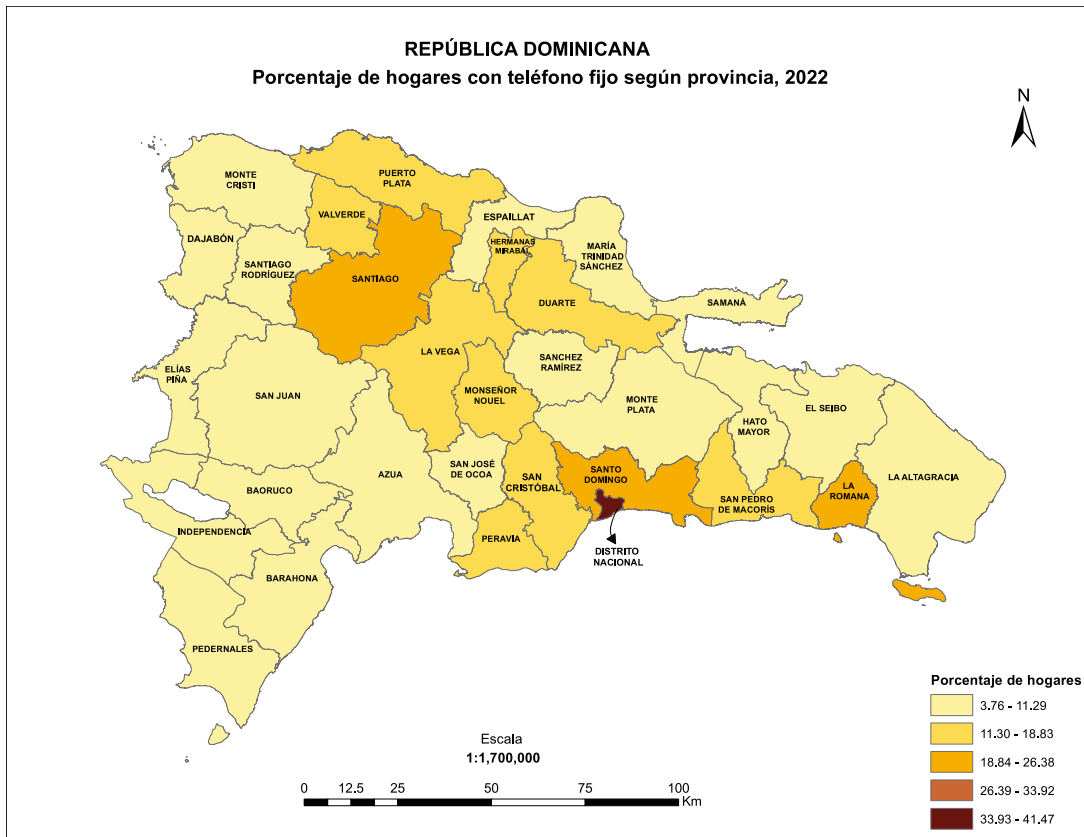 REPÚBLICA DOMINICANA
Porcentaje de hogares con teléfono fijo según provincia, 2022
N
MONTE
CRISTI
PUERTO
PLATA
VALVERDE
ESPAILLAT
DAJABÓN
HERMANAS
MIRABAL
MARÍA
TRINIDAD
SÁNCHEZ
SANTIAGO
RODRÍGUEZ
SANTIAGO
DUARTE
SAMANÁ
LA VEGA
SANCHEZ
RAMÍREZ
ELÍAS
PIÑA
SAN JUAN
MONSEÑOR
NOUEL
MONTE
PLATA
EL SEIBO
HATO
MAYOR
AZUA
SAN JOSÉ
DE OCOA
SAN
CRISTÓBAL
SANTO
DOMINGO
LA ALTAGRACIA
LA
ROMANA
BAORUCO
SAN PEDRO
DE MACORÍS
INDEPENDENCIA
PERAVIA
DISTRITO
NACIONAL
BARAHONA
PEDERNALES
Escala
1:1,700,000
0 12.5 25 50 75 100
Km
Porcentaje de hogares
3.76 - 11.29
11.30 - 18.83
18.84 - 26.38
26.39 - 33.92
33.93 - 41.47